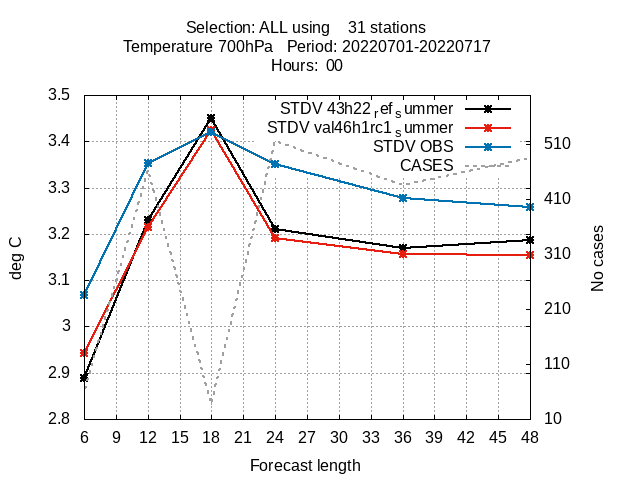 Selection: ALL using 31 stations
Temperature 700hPa Period: 20220701-20220717
Hours: 00
STDV 43h22_ref_summer
STDV val46h1rc1_summer
STDV OBS
CASES
3.5
3.4
3.3
3.2
3.1
3
2.9
2.8
deg C
510
410
310
210
110
10
No cases
6 9 12 15 18 21 24 27 30 33 36 39 42 45 48
Forecast length